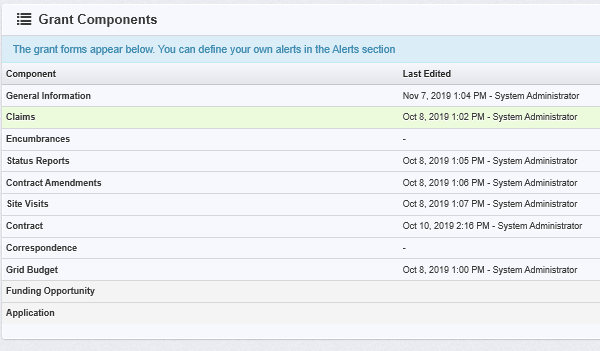 Grant Components
The grant forms appear below. You can define your own alerts in the Alerts section
Component Last Edited
General Information Nov 7, 2019 1:04 PM - System Administrator
Claims Oct 8, 2019 1:02 PM - System Administrator
Encumbrances -
Status Reports Oct 8, 2019 1:05 PM - System Administrator
Contract Amendments Oct 8, 2019 1:06 PM - System Administrator
Site Visits Oct 8, 2019 1:07 PM - System Administrator
Contract Oct 10, 2019 2:16 PM - System Administrator
Correspondence -
Grid Budget Oct 8, 2019 1:00 PM - System Administrator
Funding Opportunity
Application